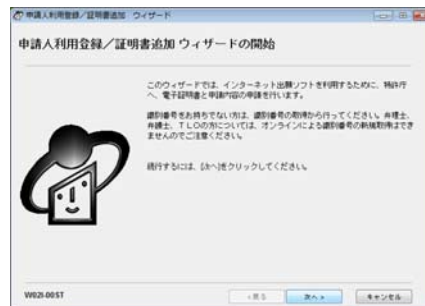 申請人利用登録／証明書追加 ウィザード
申請人利用登録／証明書追加 ウィザードの開始
このウィザードでは、インターネット出願ソフトを利用するために、特許庁
へ、電子証明書と申請内容の申請を行います。
識別番号をお持ちでない方は、識別番号の取得から行ってください。弁理士、
弁護士、TLOの方については、オンラインによる識別番号の新規取得はでき
ませんのでご注意ください。
続行するには、[次へ]をクリックしてください。
W02I-00ST
<戻る
次へ>
キャンセル